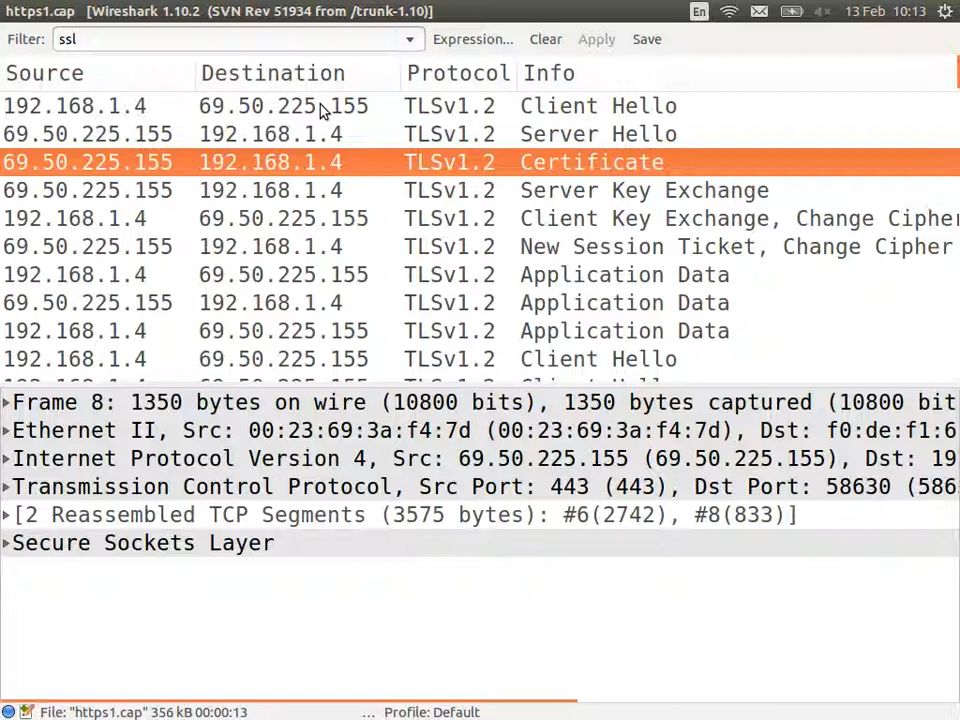 https1.cap   [Wireshark 1.10.2  (SVN Rev 51934 from /trunk-1.10)]
En 13 Feb 10:13
Filter: ssl Expression... Clear Apply Save
Source Destination Protocol Info
192.168.1.4 69.50.225.155 TLSv1.2 Client Hello
69.50.225.155 192.168.1.4 TLSv1.2 Server Hello
69.50.225.155 192.168.1.4 TLSv1.2 Certificate
69.50.225.155 192.168.1.4 TLSv1.2 Server Key Exchange
192.168.1.4 69.50.225.155 TLSv1.2 Client Key Exchange, Change Cipher
69.50.225.155 192.168.1.4 TLSv1.2 New Session Ticket, Change Cipher
192.168.1.4 69.50.225.155 TLSv1.2 Application Data
69.50.225.155 192.168.1.4 TLSv1.2 Application Data
192.168.1.4 69.50.225.155 TLSv1.2 Application Data
192.168.1.4 69.50.225.155 TLSv1.2 Client Hello
Frame 8: 1350 bytes on wire (10800 bits), 1350 bytes captured (10800 bit
Ethernet II, Src: 00:23:69:3a:f4:7d (00:23:69:3a:f4:7d), Dst: f0:de:f1:6
Internet Protocol Version 4, Src: 69.50.225.155 (69.50.225.155), Dst: 19
Transmission Control Protocol, Src Port: 443 (443), Dst Port: 58630 (586
[2 Reassembled TCP Segments (3575 bytes): #6(2742), #8(833)]
Secure Sockets Layer
File: "https1.cap" 356 kB 00:00:13 ... Profile: Default